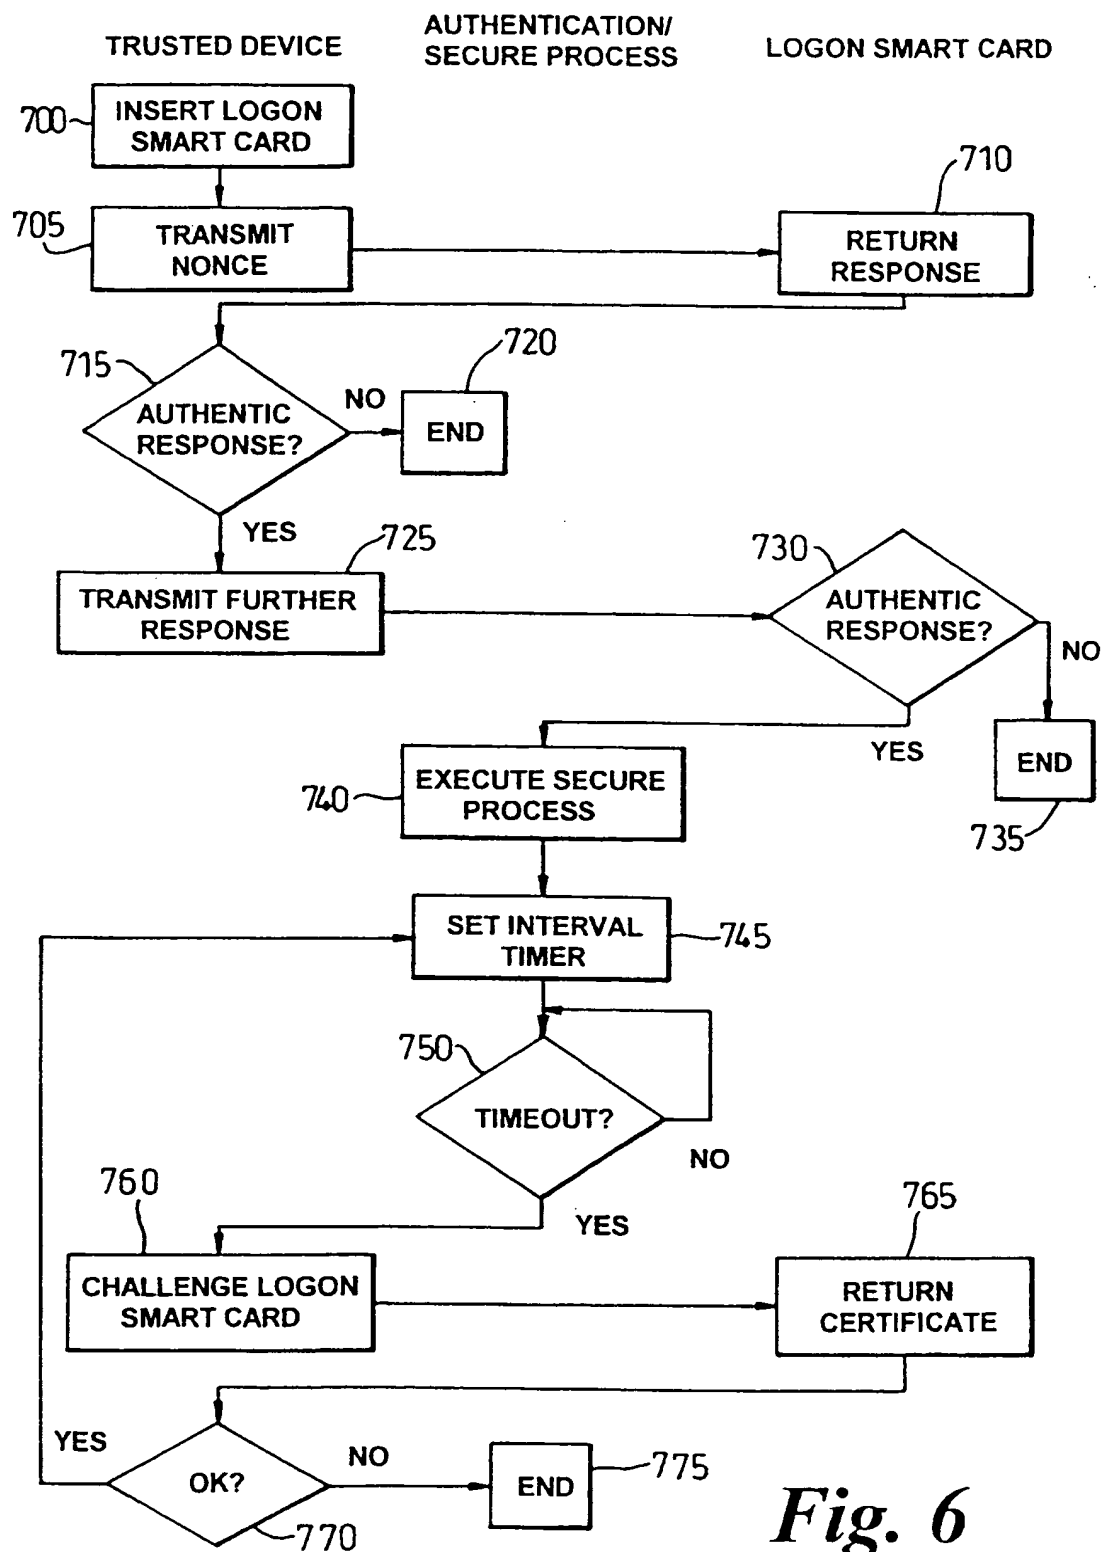 TRUSTED DEVICE
AUTHENTICATION/
SECURE PROCESS
LOGON SMART CARD
700
INSERT LOGON
SMART CARD
705
TRANSMIT
NONCE
710
RETURN
RESPONSE
715
AUTHENTIC
RESPONSE?
NO
720
END
YES
725
TRANSMIT FURTHER
RESPONSE
730
AUTHENTIC
RESPONSE?
NO
END
735
YES
740
EXECUTE SECURE
PROCESS
SET INTERVAL
TIMER
745
750
TIMEOUT?
NO
YES
760
CHALLENGE LOGON
SMART CARD
765
RETURN
CERTIFICATE
YES
OK?
770
NO
END
775
Fig. 6